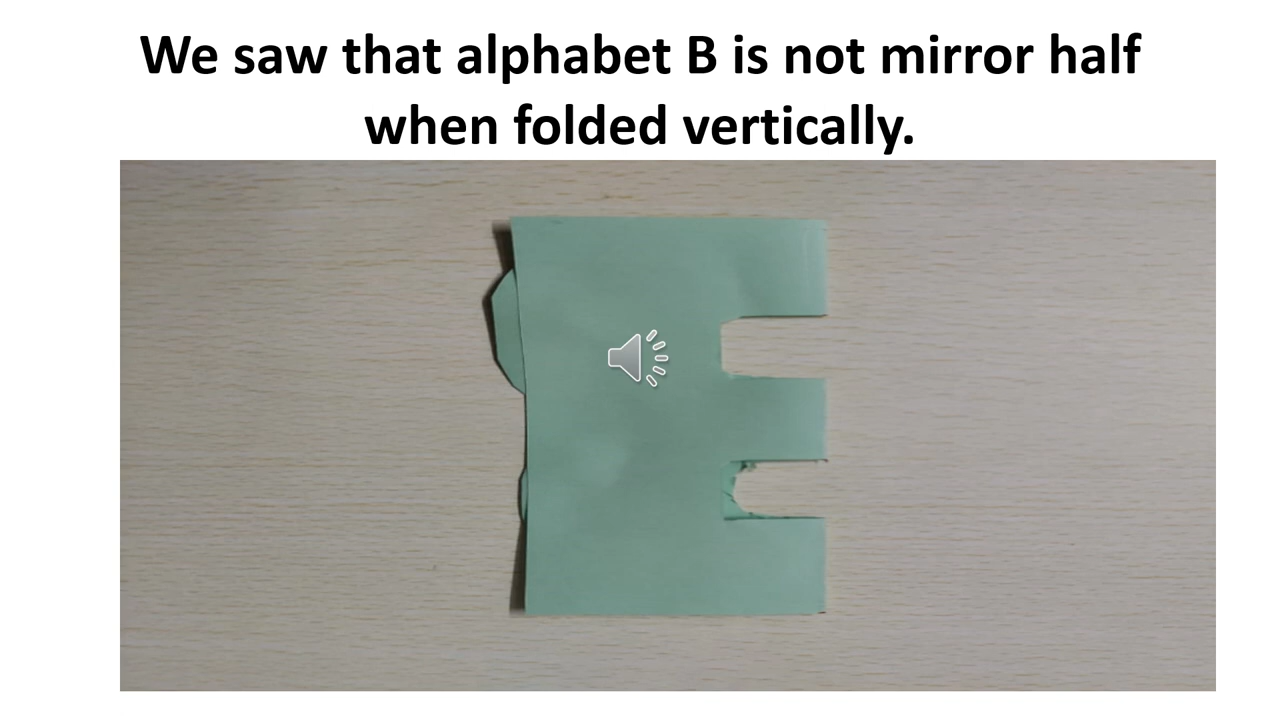 We saw that alphabet B is not mirror half
when folded vertically.